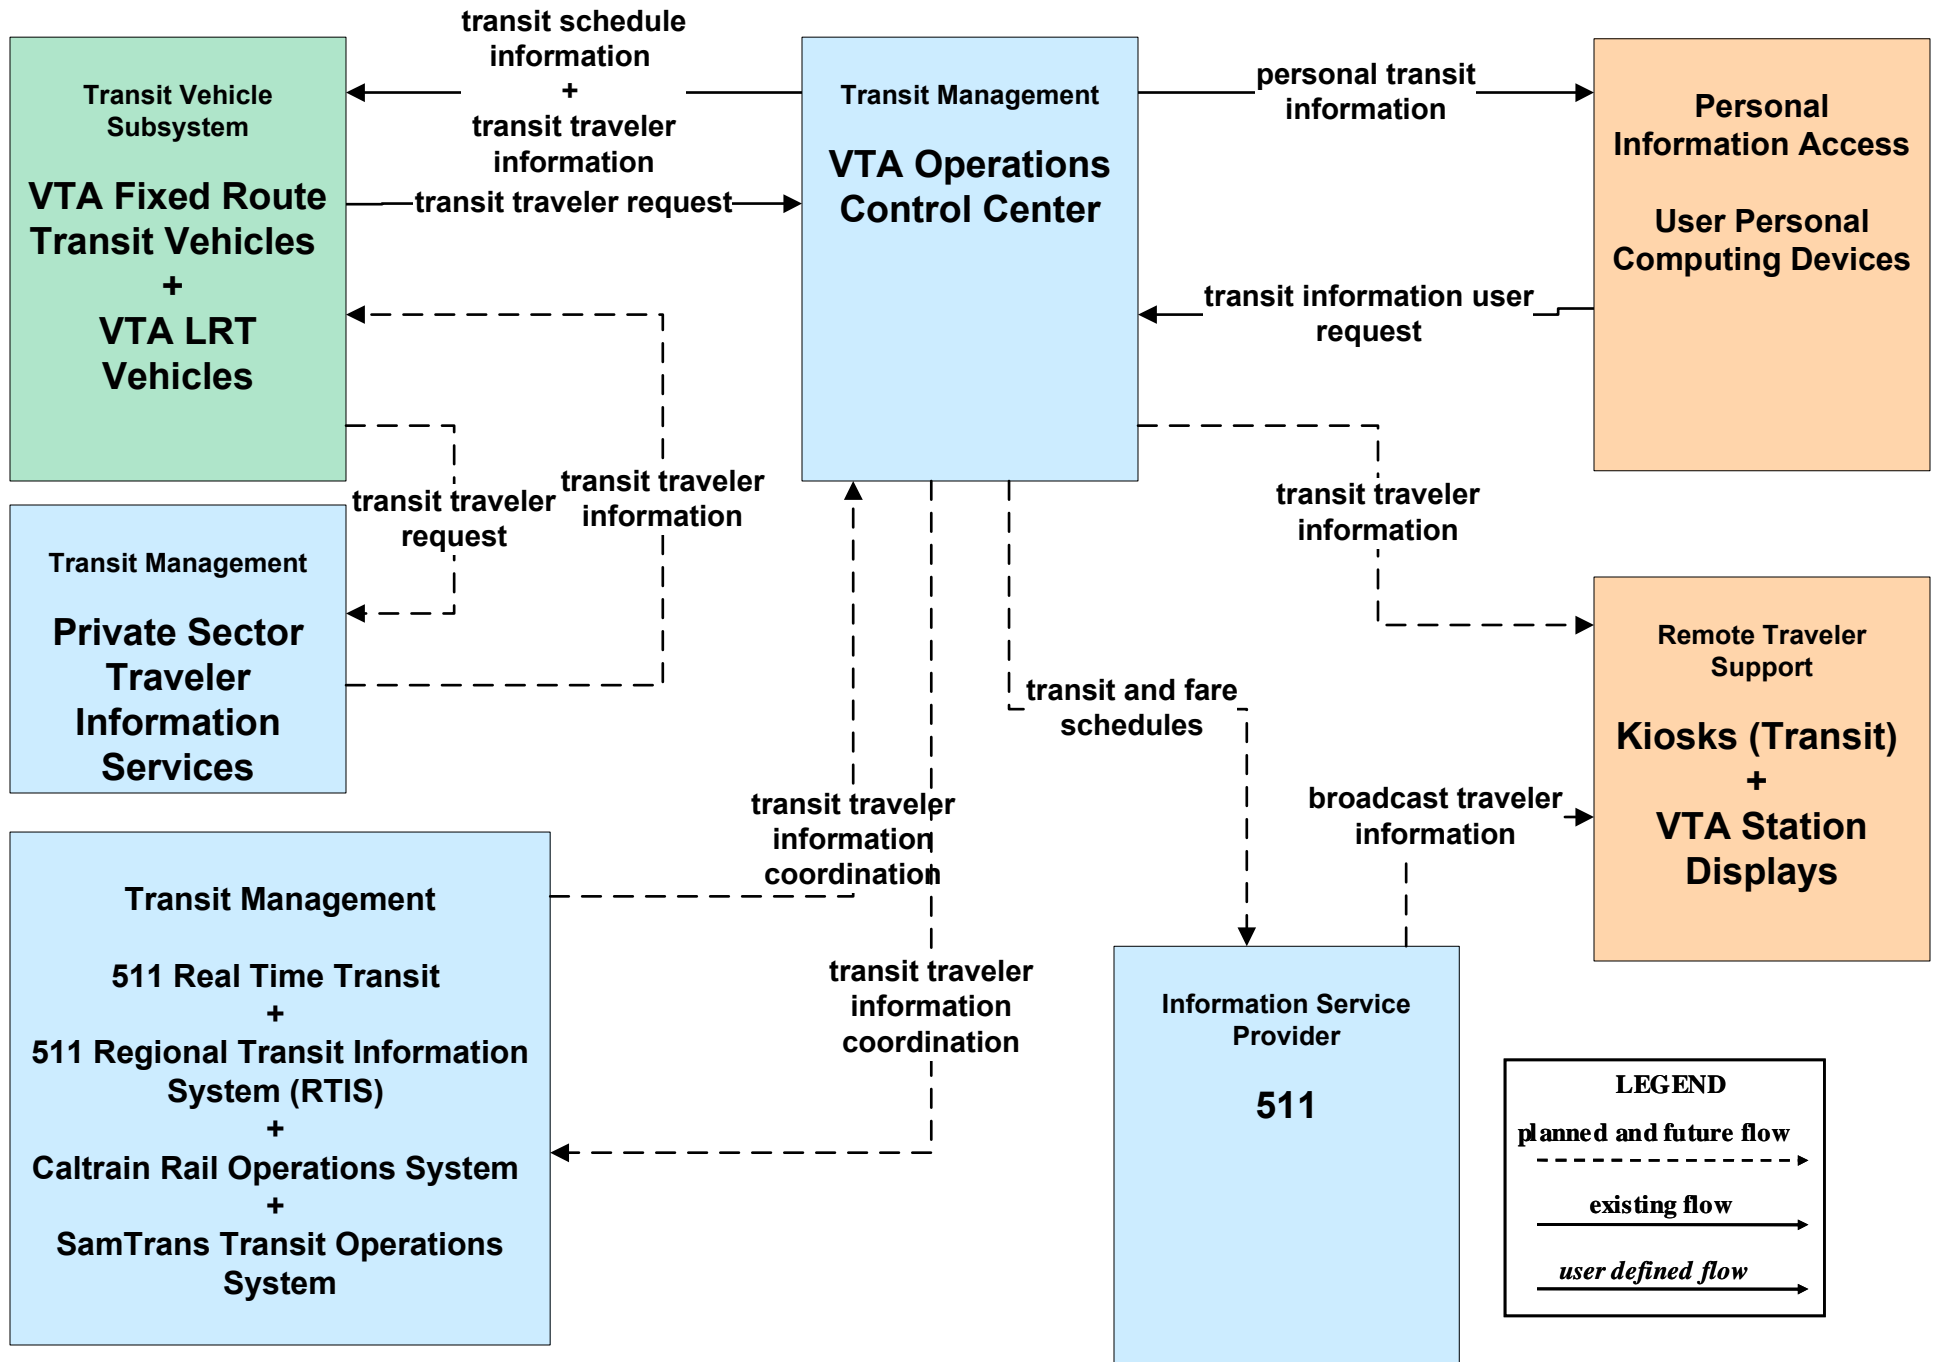 transit schedule
information
+
transit traveler
information
transit traveler request
Transit Vehicle
Subsystem
VTA Fixed Route
Transit Vehicles
+
VTA LRT
Vehicles
Transit Management
VTA Operations
Control Center
personal transit
information
Personal
Information Access
User Personal
Computing Devices
transit information user
request
transit traveler
request
transit traveler
information
transit traveler
information
Transit Management
Private Sector
Traveler
Information
Services
Remote Traveler
Support
Kiosks (Transit)
+
VTA Station
Displays
transit and fare
schedules
broadcast traveler
information
transit traveler
information
coordination
transit traveler
information
coordination
Transit Management
511 Real Time Transit
+
511 Regional Transit Information
System (RTIS)
+
Caltrain Rail Operations System
+
SamTrans Transit Operations
System
Information Service
Provider
511
LEGEND
planned and future flow
existing flow
user defined flow